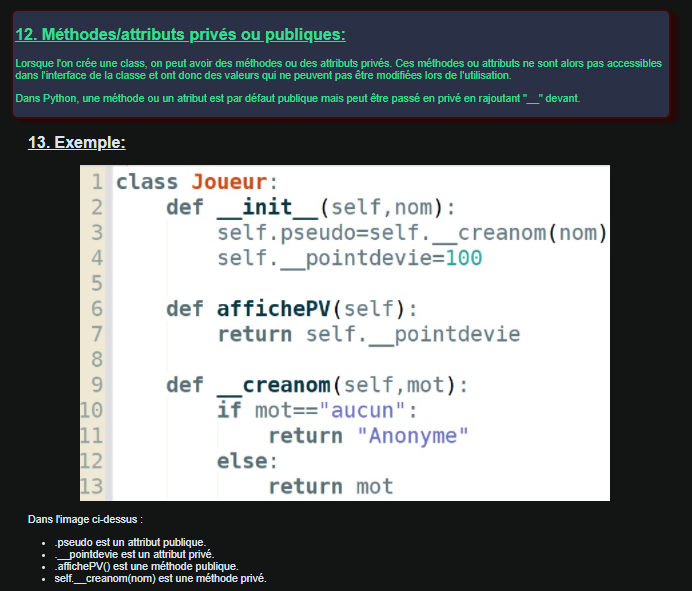 12. Méthodes/attributs privés ou publiques:
Lorsque l'on crée une class, on peut avoir des méthodes ou des attributs privés. Ces méthodes ou attributs ne sont alors pas accessibles
dans l'interface de la classe et ont donc des valeurs qui ne peuvent pas être modifiées lors de l'utilisation.
Dans Python, une méthode ou un atribut est par défaut publique mais peut être passé en privé en rajoutant "__" devant.
13. Exemple:
1 class Joueur:
2     def __init__(self,nom):
3         self.pseudo=self.__creanom(nom)
4         self.__pointdevie=100
5
6     def affichePV(self):
7         return self.__pointdevie
8
9     def __creanom(self,mot):
10         if mot=="aucun":
11             return "Anonyme"
12         else:
13             return mot
Dans l'image ci-dessus :
• .pseudo est un attribut publique.
• .__pointdevie est un attribut privé.
• .affichePV() est une méthode publique.
• self.__creanom(nom) est une méthode privé.